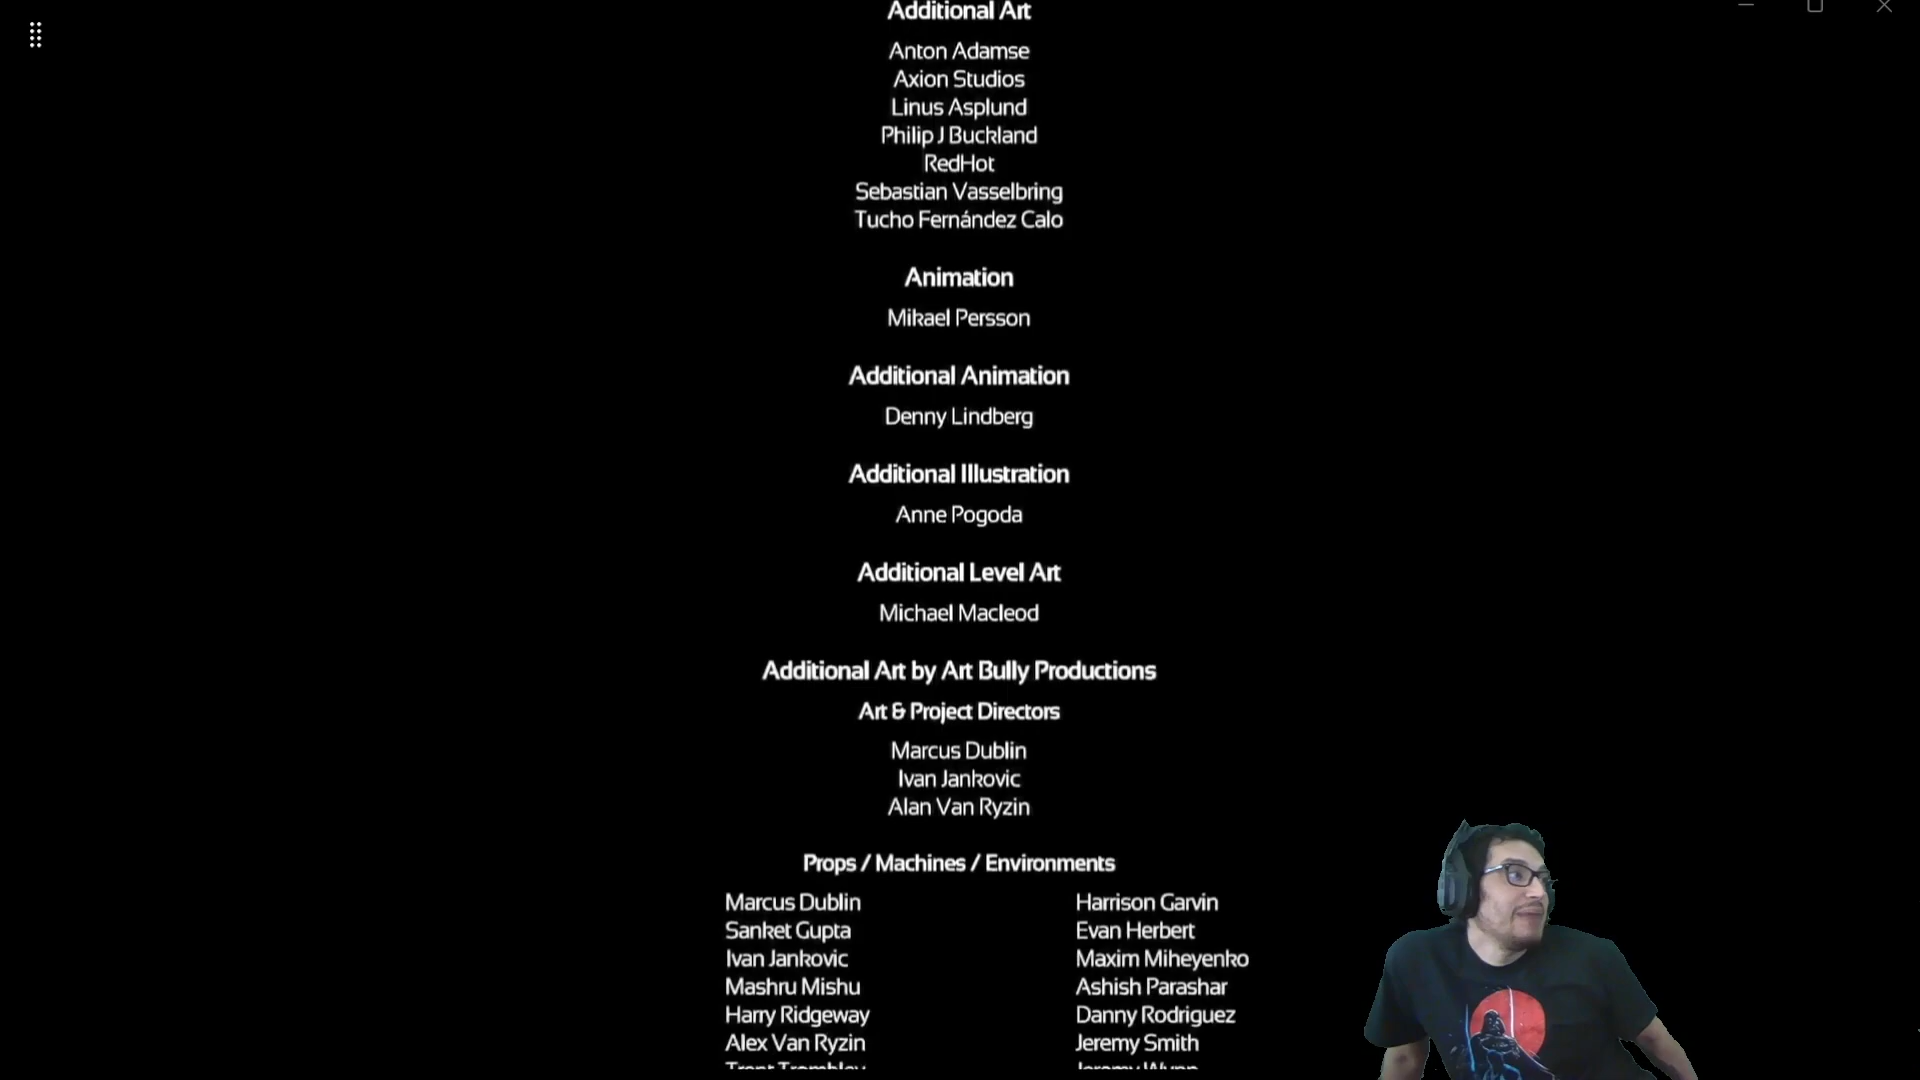 Additional Art
Anton Adamse
Axion Studios
Linus Asplund
Philip J Buckland
RedHot
Sebastian Vasselbring
Tucho Fernández Calo
Animation
Mikael Persson
Additional Animation
Denny Lindberg
Additional Illustration
Anne Pogoda
Additional Level Art
Michael Macleod
Additional Art by Art Bully Productions
Art & Project Directors
Marcus Dublin
Ivan Jankovic
Alan Van Ryzin
Props / Machines / Environments
Marcus Dublin
Sanket Gupta
Ivan Jankovic
Mashru Mishu
Harry Ridgeway
Alex Van Ryzin
Trent Tromblay
Harrison Garvin
Evan Herbert
Maxim Miheyenko
Ashish Parashar
Danny Rodriguez
Jeremy Smith
Jeremy Wynn